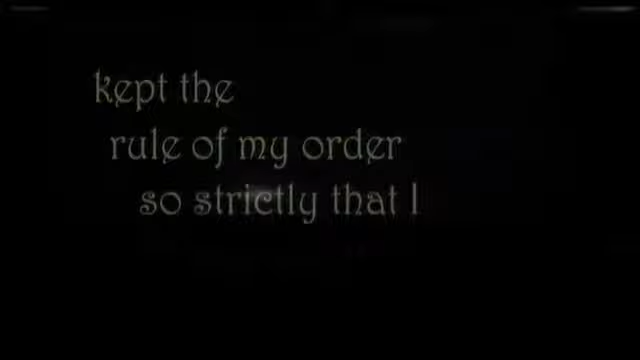 kept the
rule of my order
so strictly that I